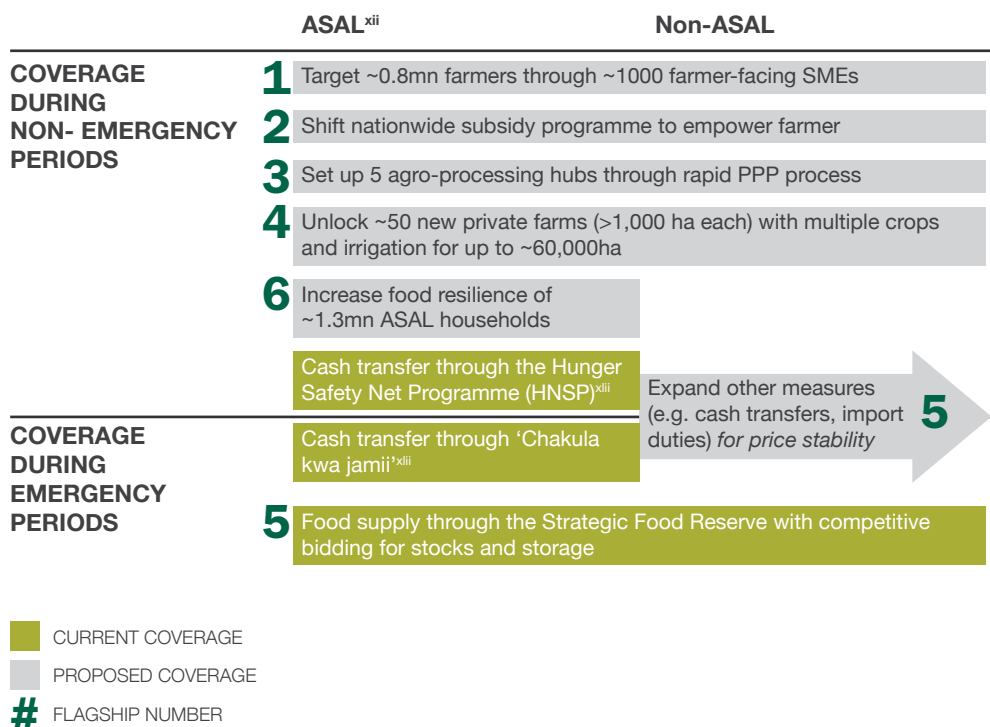 ASALxii
Non-ASAL
COVERAGE
DURING
NON- EMERGENCY
PERIODS
1
Target ~0.8mn farmers through ~1000 farmer-facing SMEs
2
Shift nationwide subsidy programme to empower farmer
3
Set up 5 agro-processing hubs through rapid PPP process
4
Unlock ~50 new private farms (>1,000 ha each) with multiple crops
and irrigation for up to ~60,000ha
6
Increase food resilience of
~1.3mn ASAL households
Cash transfer through the Hunger
Safety Net Programme (HNSP)xlii
Expand other measures
(e.g. cash transfers, import
duties) for price stability
5
COVERAGE
DURING
EMERGENCY
PERIODS
Cash transfer through ‘Chakula
kwa jamii’xlii
5
Food supply through the Strategic Food Reserve with competitive
bidding for stocks and storage
CURRENT COVERAGE
PROPOSED COVERAGE
# FLAGSHIP NUMBER